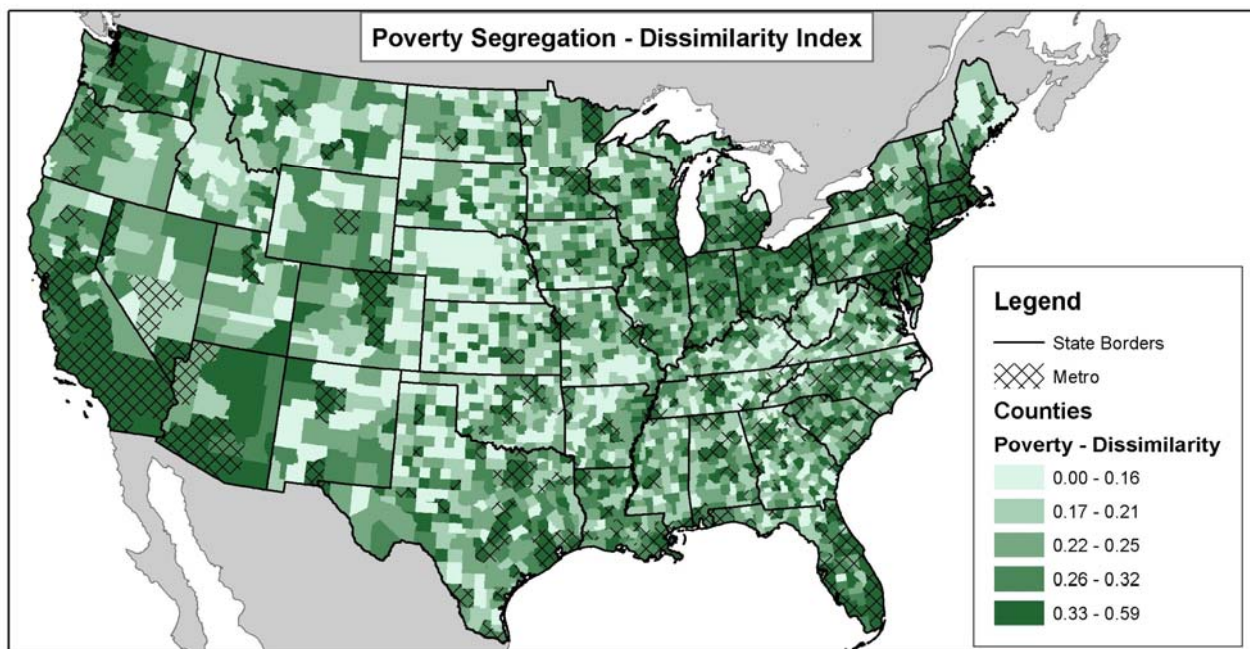 Poverty Segregation - Dissimilarity Index
Legend
State Borders
Metro
Counties
Poverty - Dissimilarity
0.00 - 0.16
0.17 - 0.21
0.22 - 0.25
0.26 - 0.32
0.33 - 0.59